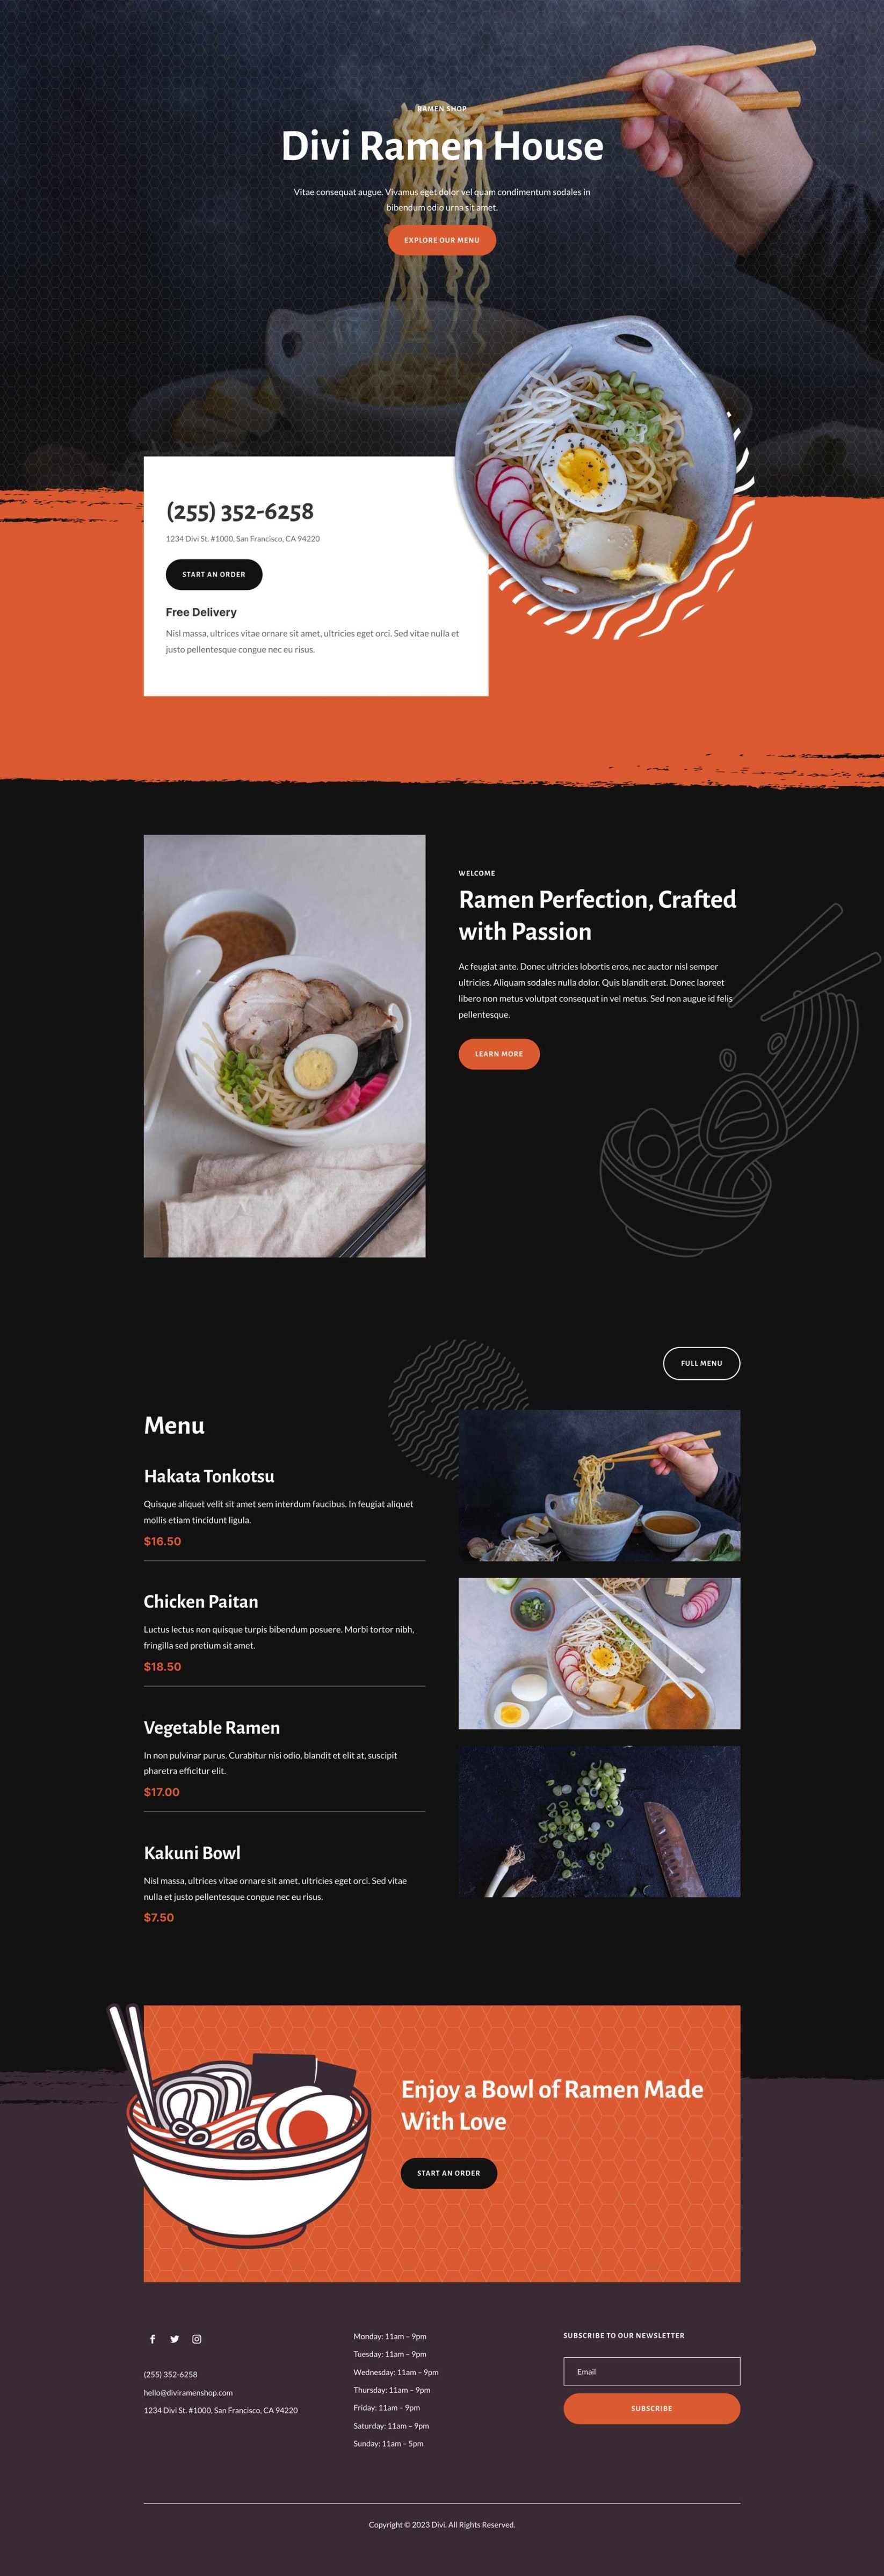 RAMEN SHOP
Divi Ramen House
Vitae consequat augue. Vivamus eget dolor vel quam condimentum sodales in
bibendum odio urna sit amet.
EXPLORE OUR MENU
(255) 352-6258
1234 Divi St. #1000, San Francisco, CA 94220
START AN ORDER
Free Delivery
Nisl massa, ultrices vitae ornare sit amet, ultricies eget orci. Sed vitae nulla et
justo pellentesque congue nec eu risus.
WELCOME
Ramen Perfection, Crafted
with Passion
Ac feugiat ante. Donec ultricies lobortis eros, nec auctor nisl semper
ultricies. Aliquam sodales nulla dolor. Quis blandit erat. Donec laoreet
libero non metus volutpat consequat in vel metus. Sed non augue id felis
pellentesque.
LEARN MORE
FULL MENU
Menu
Hakata Tonkotsu
Quisque aliquet velit sit amet sem interdum faucibus. In feugiat aliquet
mollis etiam tincidunt ligula.
$16.50
Chicken Paitan
Luctus lectus non quisque turpis bibendum posuere. Morbi tortor nibh,
fringilla sed pretium sit amet.
$18.50
Vegetable Ramen
In non pulvinar purus. Curabitur nisi odio, blandit et elit at, suscipit
pharetra efficitur elit.
$17.00
Kakuni Bowl
Nisl massa, ultrices vitae ornare sit amet, ultricies eget orci. Sed vitae
nulla et justo pellentesque congue nec eu risus.
$7.50
Enjoy a Bowl of Ramen Made
With Love
START AN ORDER
(255) 352-6258
hello@diviramenshop.com
1234 Divi St. #1000, San Francisco, CA 94220
Monday: 11am – 9pm
Tuesday: 11am – 9pm
Wednesday: 11am – 9pm
Thursday: 11am – 9pm
Friday: 11am – 9pm
Saturday: 11am – 9pm
Sunday: 11am – 5pm
SUBSCRIBE TO OUR NEWSLETTER
Email
SUBSCRIBE
Copyright © 2023 Divi. All Rights Reserved.